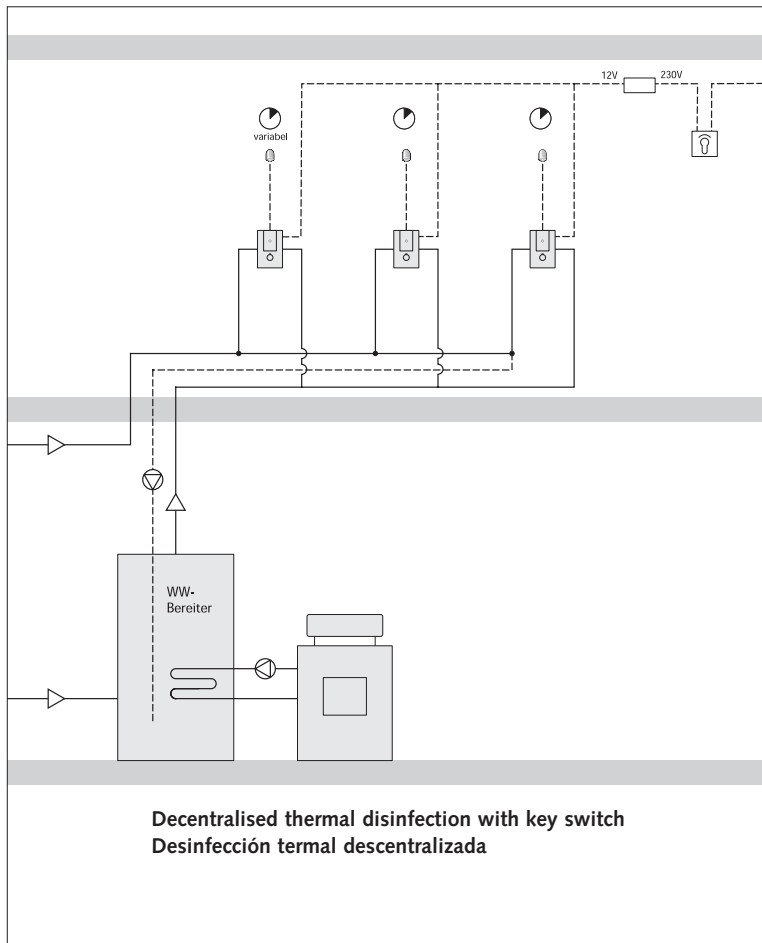 12V 230V
variabel
WW-
Bereiter
Decentralised thermal disinfection with key switch
Desinfección termal descentralizada